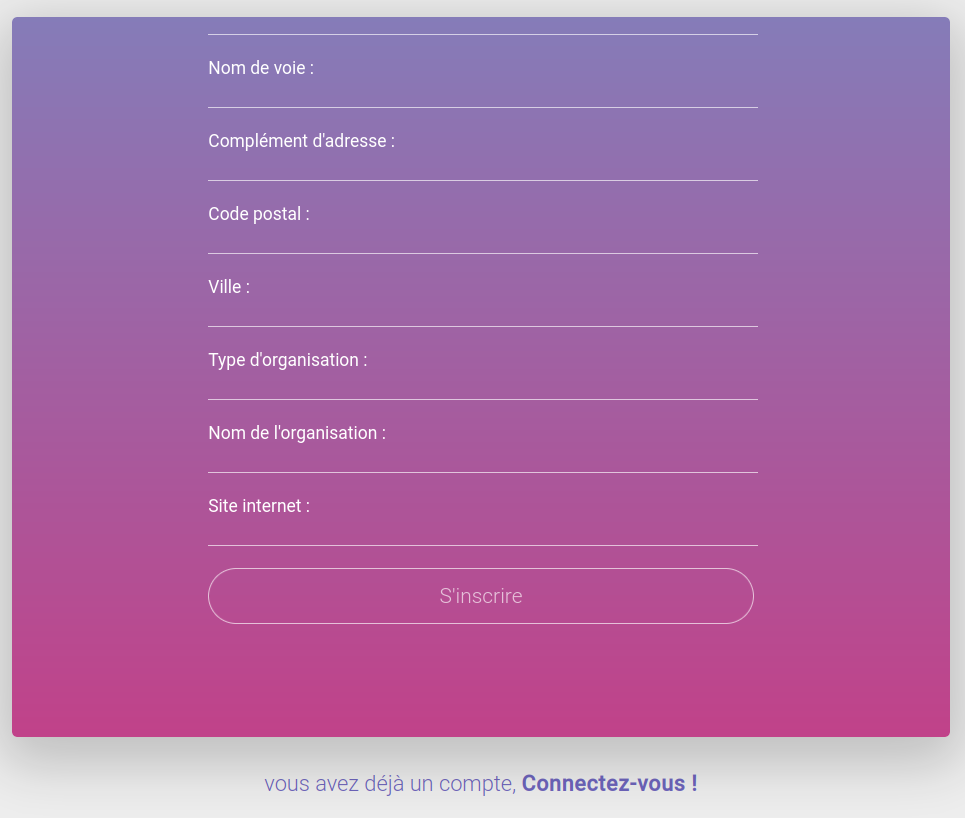 Nom de voie :
Complément d'adresse :
Code postal :
Ville :
Type d'organisation :
Nom de l'organisation :
Site internet :
S'inscrire
vous avez déjà un compte, Connectez-vous !